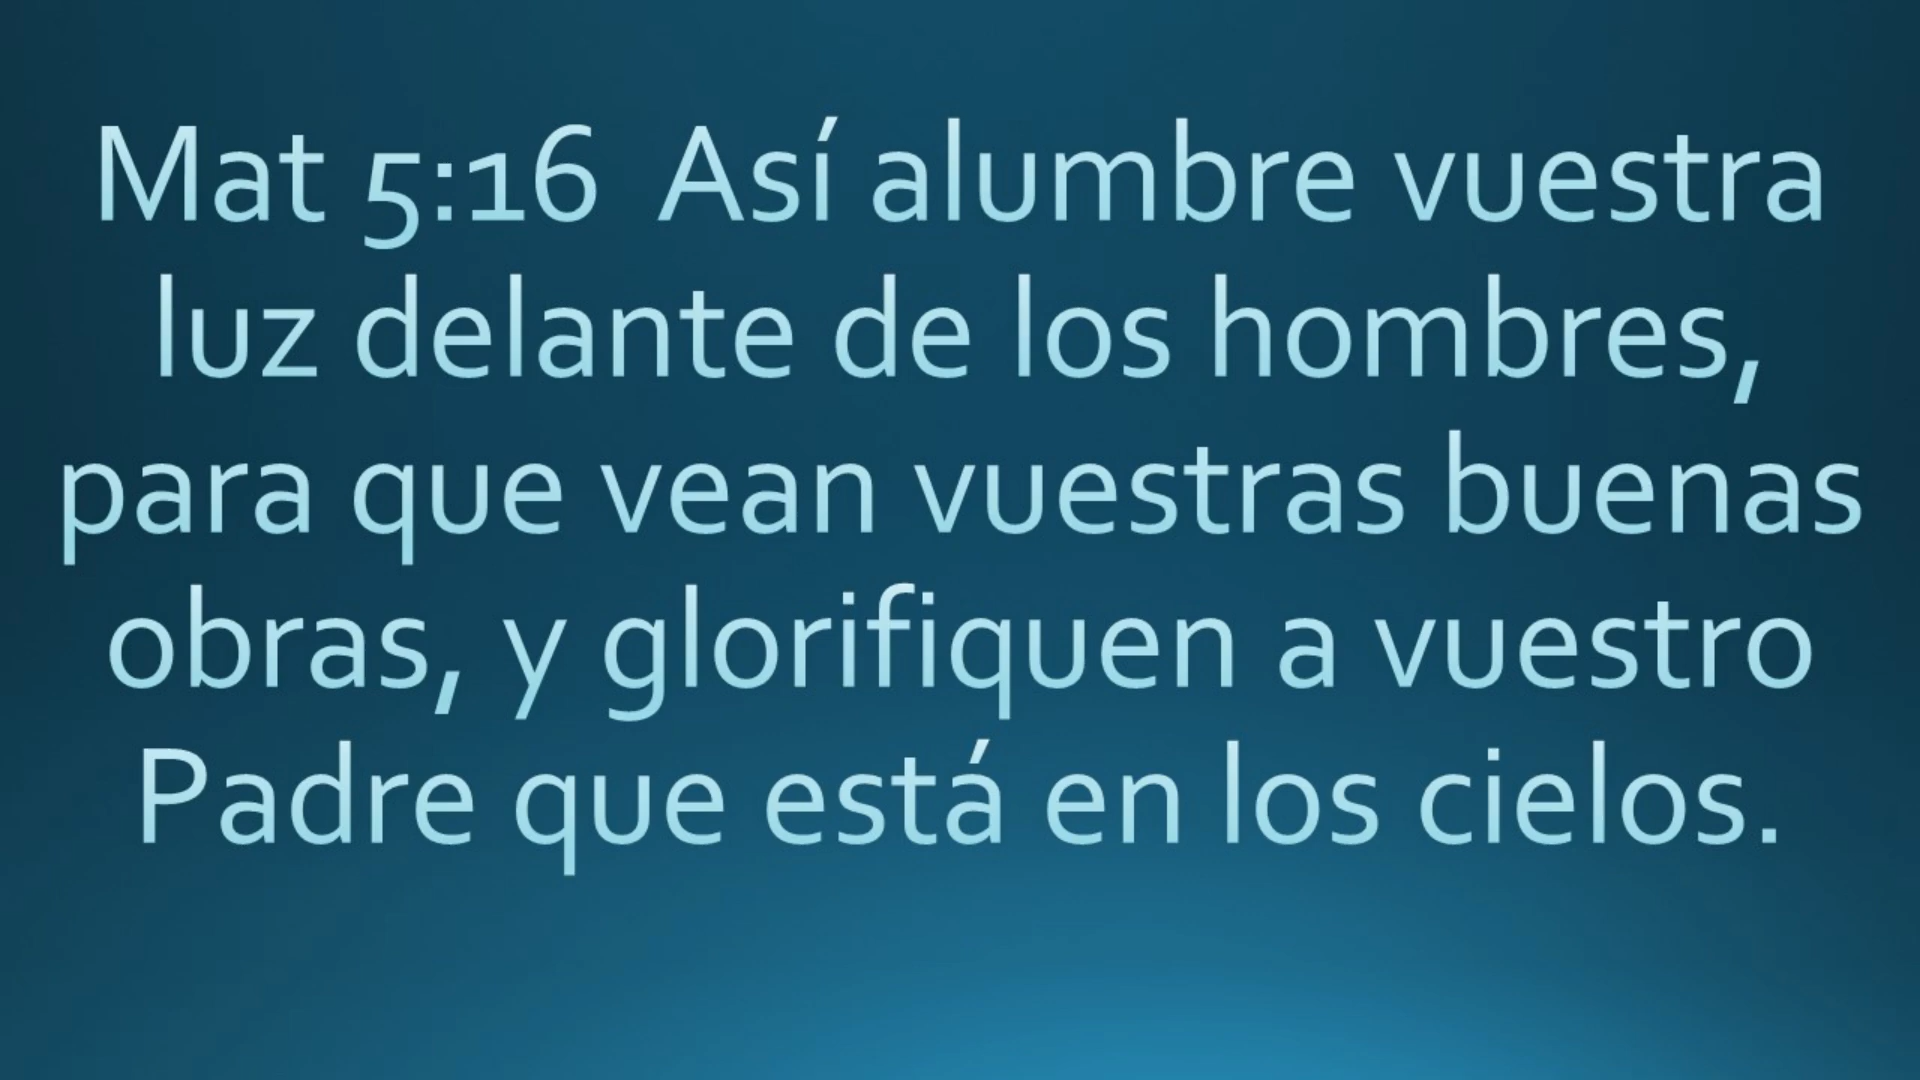 Mat 5:16  Así alumbre vuestra
luz delante de los hombres,
para que vean vuestras buenas
obras, y glorifiquen a vuestro
Padre que está en los cielos.